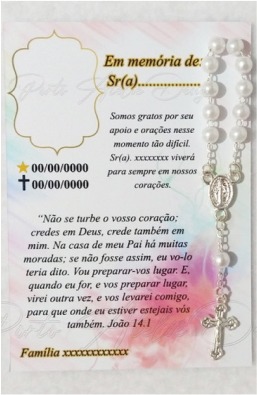 Em memória de:
Sr(a).................
Somos gratos por seu
apoio e orações nesse
momento tão difícil.
Sr(a). xxxxxxxx viverá
para sempre em nossos
corações.
00/00/0000
00/00/0000
“Não se turbe o vosso coração;
credes em Deus, crede também em
mim. Na casa de meu Pai há muitas
moradas; se não fosse assim, eu vo-lo
teria dito. Vou preparar-vos lugar. E,
quando eu for, e vos preparar lugar,
virei outra vez, e vos levarei comigo,
para que onde eu estiver estejais vós
também. João 14.1
Família xxxxxxxxxxxx